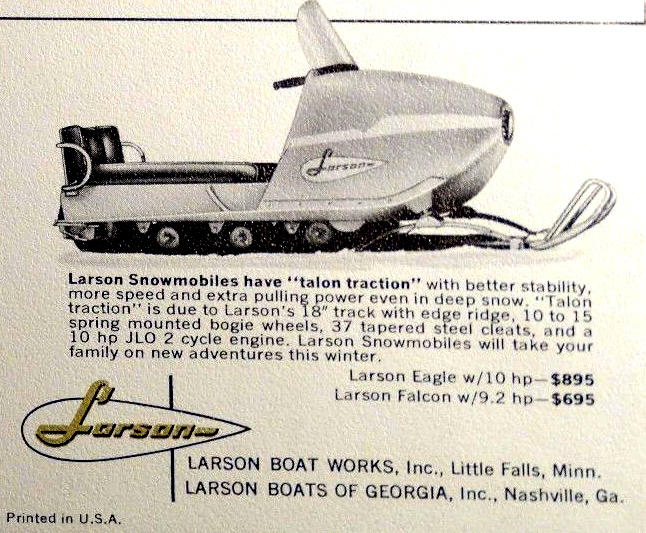 Larson
Larson Snowmobiles have "talon traction" with better stability,
more speed and extra pulling power even in deep snow. "Talon
traction" is due to Larson's 18" track with edge ridge, 10 to 15
spring mounted bogie wheels, 37 tapered steel cleats, and a
10 hp JLO 2 cycle engine. Larson Snowmobiles will take your
family on new adventures this winter.
Larson Eagle w/10 hp—$895
Larson Falcon w/9.2 hp—$695
Larson
LARSON BOAT WORKS, Inc., Little Falls, Minn.
LARSON BOATS OF GEORGIA, Inc., Nashville, Ga.
Printed in U.S.A.